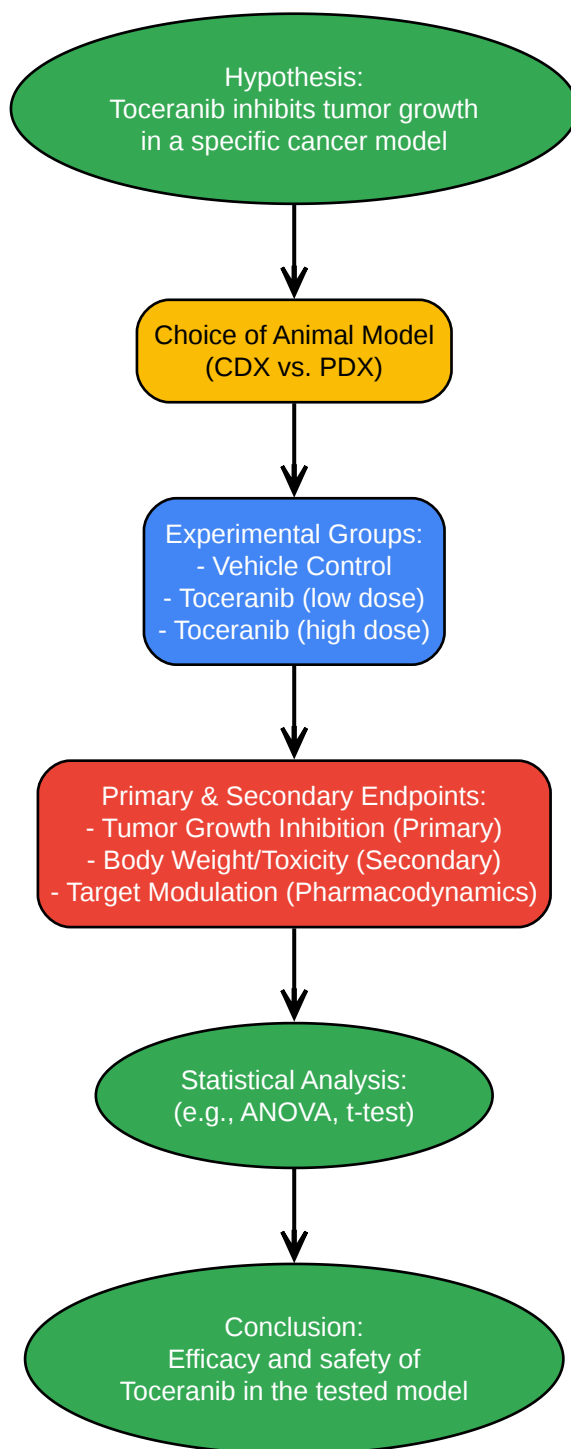 Hypothesis:
Toceranib inhibits tumor growth
in a specific cancer model
Choice of Animal Model
(CDX vs. PDX)
Experimental Groups:
- Vehicle Control
- Toceranib (low dose)
- Toceranib (high dose)
Primary & Secondary Endpoints:
- Tumor Growth Inhibition (Primary)
- Body Weight/Toxicity (Secondary)
- Target Modulation (Pharmacodynamics)
Statistical Analysis:
(e.g., ANOVA, t-test)
Conclusion:
Efficacy and safety of
Toceranib in the tested model